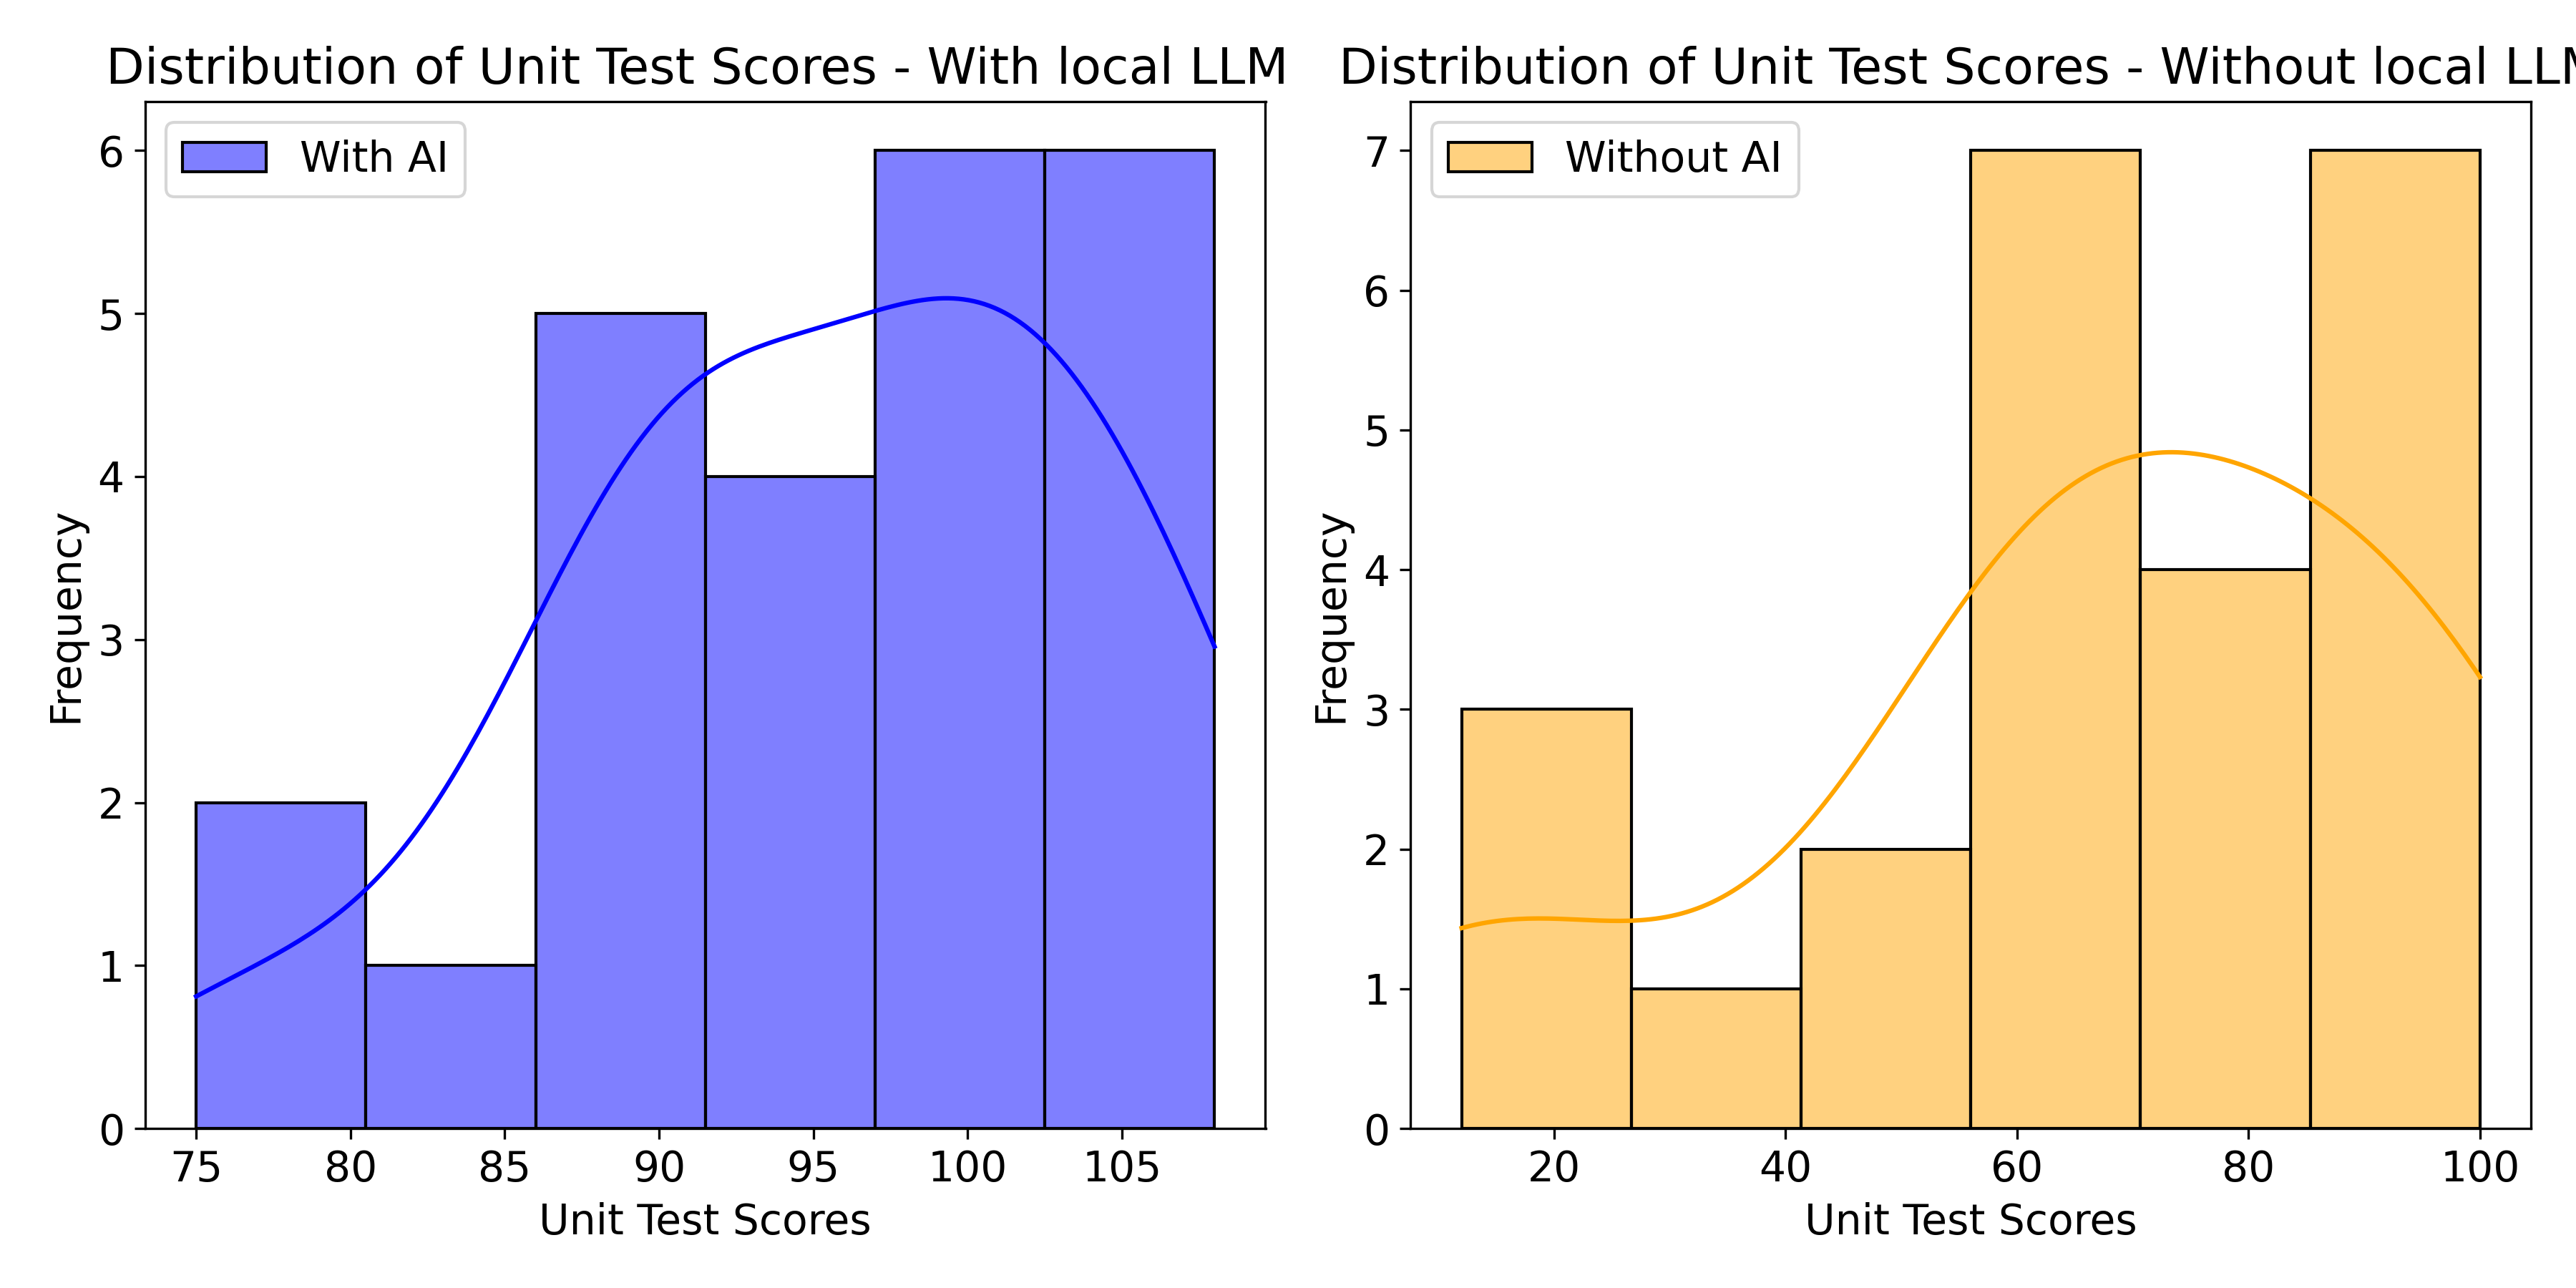 Distribution of Unit Test Scores - With local LLM
With AI
6
5
4
3
2
1
0
Frequency
75 80 85 90 95 100 105
Unit Test Scores
Distribution of Unit Test Scores - Without local LLM
Without AI
7
6
5
4
3
2
1
0
Frequency
20 40 60 80 100
Unit Test Scores